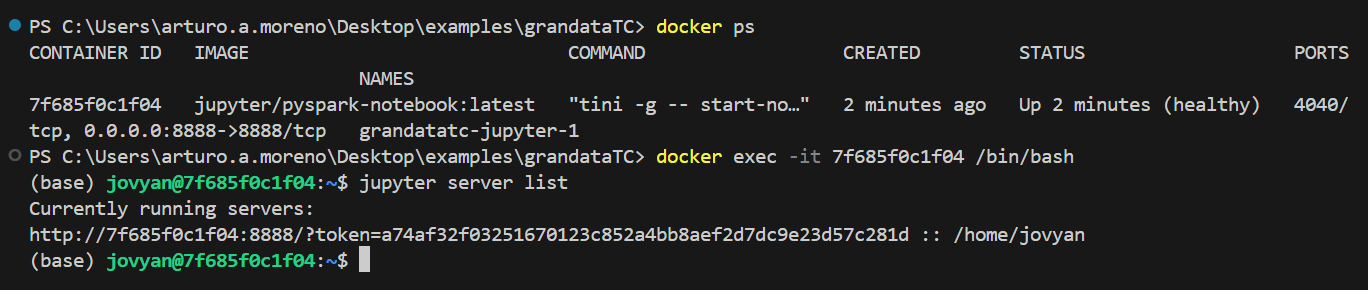 PS C:\Users\arturo.a.moreno\Desktop\examples\grandataTC> docker ps
CONTAINER ID   IMAGE                             COMMAND                  CREATED         STATUS                   PORTS
                              NAMES
7f685f0c1f04   jupyter/pyspark-notebook:latest   "tini -g -- start-no…"   2 minutes ago   Up 2 minutes (healthy)   4040/
tcp, 0.0.0.0:8888->8888/tcp   grandatatc-jupyter-1
PS C:\Users\arturo.a.moreno\Desktop\examples\grandataTC> docker exec -it 7f685f0c1f04 /bin/bash
(base) jovyan@7f685f0c1f04:~$ jupyter server list
Currently running servers:
http://7f685f0c1f04:8888/?token=a74af32f03251670123c852a4bb8aef2d7dc9e23d57c281d :: /home/jovyan
(base) jovyan@7f685f0c1f04:~$